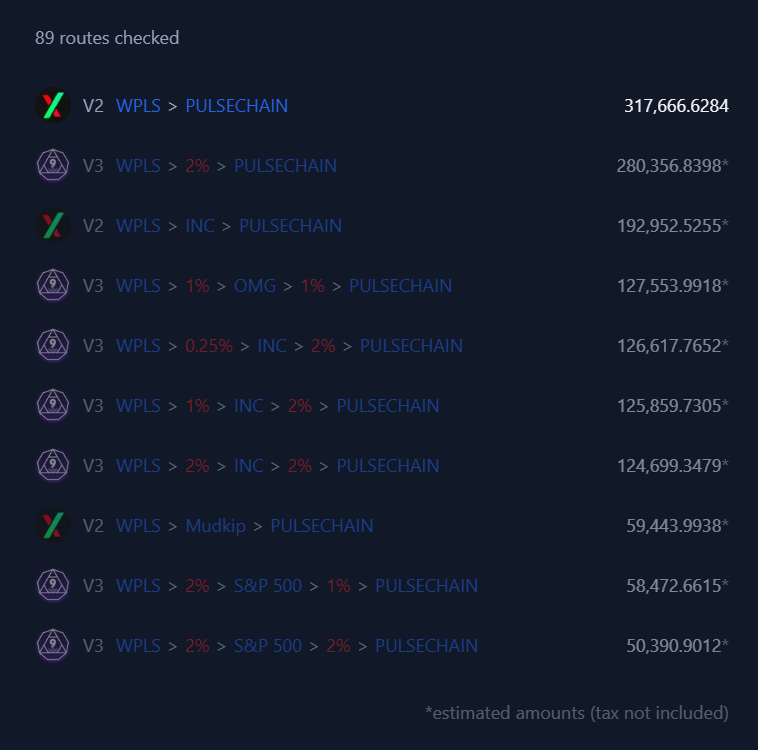 89 routes checked
V2 WPLS > PULSECHAIN 317,666.6284
V3 WPLS > 2% > PULSECHAIN 280,356.8398*
V2 WPLS > INC > PULSECHAIN 192,952.5255*
V3 WPLS > 1% > OMG > 1% > PULSECHAIN 127,553.9918*
V3 WPLS > 0.25% > INC > 2% > PULSECHAIN 126,617.7652*
V3 WPLS > 1% > INC > 2% > PULSECHAIN 125,859.7305*
V3 WPLS > 2% > INC > 2% > PULSECHAIN 124,699.3479*
V2 WPLS > Mudkip > PULSECHAIN 59,443.9938*
V3 WPLS > 2% > S&P 500 > 1% > PULSECHAIN 58,472.6615*
V3 WPLS > 2% > S&P 500 > 2% > PULSECHAIN 50,390.9012*
*estimated amounts (tax not included)